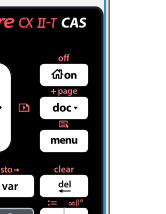 re CX II-T CAS
off
on
+page
doc
menu
sto→ clear
var del
←
:= ∞β°